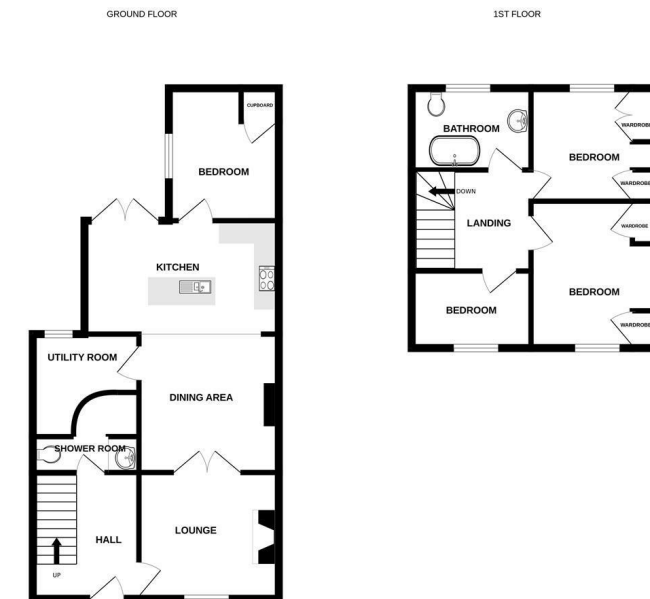 GROUND FLOOR
CUPBOARD
BEDROOM
KITCHEN
UTILITY ROOM
DINING AREA
SHOWER ROOM
LOUNGE
HALL
UP
1ST FLOOR
BATHROOM
WARDROBE
BEDROOM
WARDROBE
DOWN
LANDING
WARDROBE
BEDROOM
BEDROOM
WARDROBE